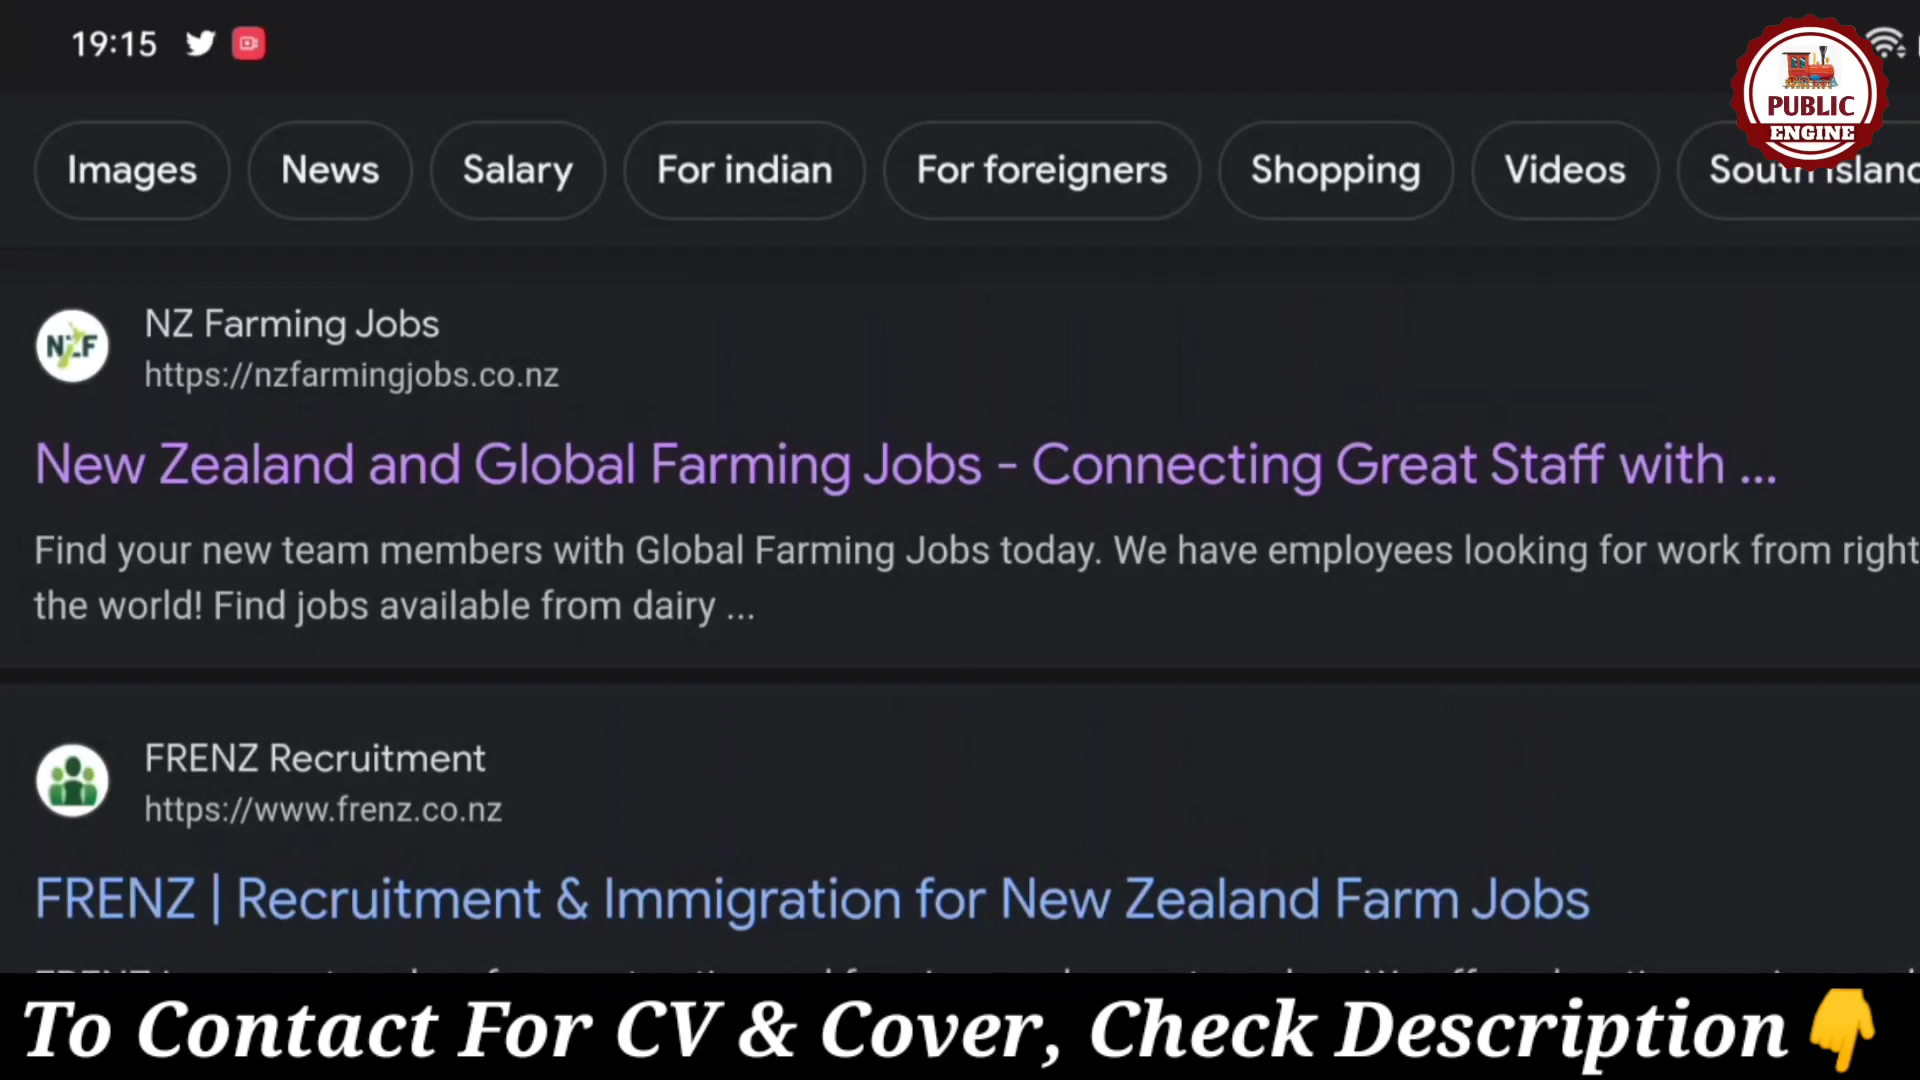 19:15
PUBLIC
ENGINE
Images
News
Salary
For indian
For foreigners
Shopping
Videos
South Island
NZF
NZ Farming Jobs
https://nzfarmingjobs.co.nz
New Zealand and Global Farming Jobs - Connecting Great Staff with ...
Find your new team members with Global Farming Jobs today. We have employees looking for work from right
the world! Find jobs available from dairy ...
FRENZ Recruitment
https://www.frenz.co.nz
FRENZ | Recruitment & Immigration for New Zealand Farm Jobs
To Contact For CV & Cover, Check Description👇